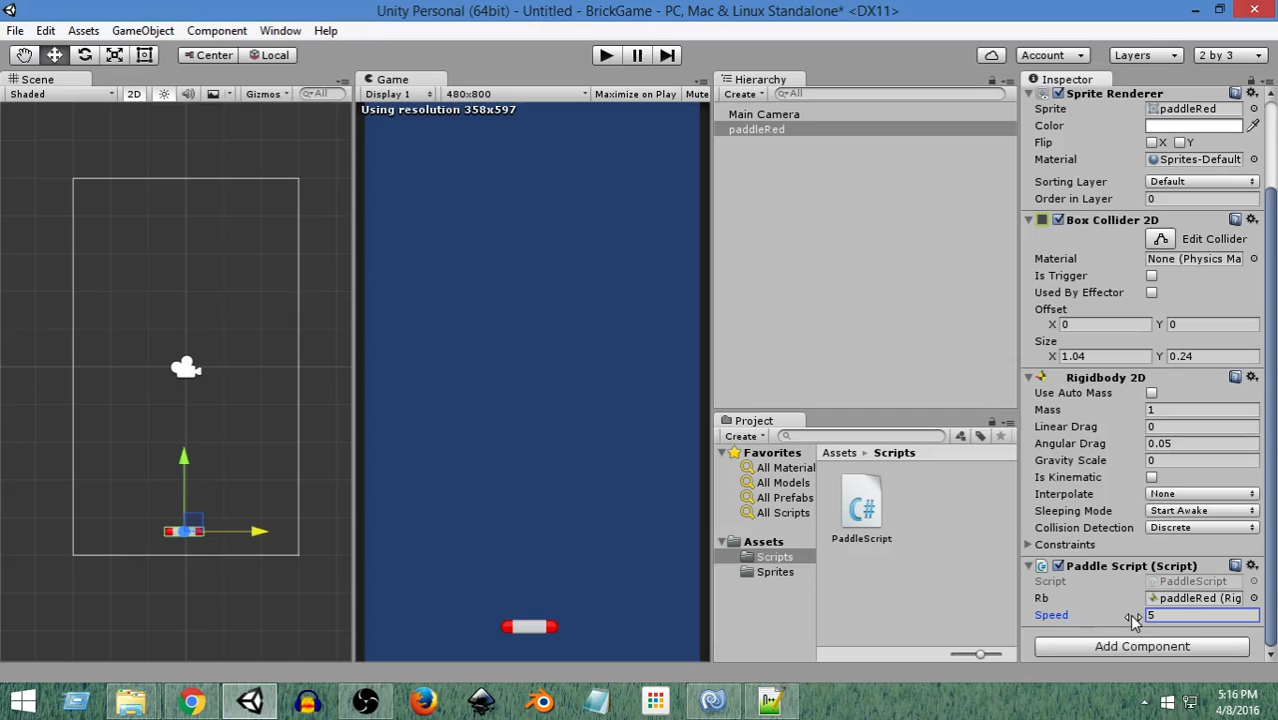 Unity Personal (64bit) - Untitled - BrickGame - PC, Mac & Linux Standalone* <DX11>
File Edit Assets GameObject Component Window Help
Center Local Account Layers 2 by 3
Scene
Shaded 2D Gizmos All
Game
Display 1 480x800 Maximize on Play Mute
Using resolution 358x597
Hierarchy
Create All
Main Camera
paddleRed
Project
Create
Favorites
All Material
All Models
All Prefabs
All Scripts
Assets
Scripts
Sprites
Assets Scripts
C#
PaddleScript
Inspector
Sprite Renderer
Sprite paddleRed
Color
Flip X Y
Material Sprites-Default
Sorting Layer Default
Order in Layer 0
Box Collider 2D
Edit Collider
Material None (Physics Ma
Is Trigger
Used By Effector
Offset
X 0 Y 0
Size
X 1.04 Y 0.24
Rigidbody 2D
Use Auto Mass
Mass 1
Linear Drag 0
Angular Drag 0.05
Gravity Scale 0
Is Kinematic
Interpolate None
Sleeping Mode Start Awake
Collision Detection Discrete
Constraints
Paddle Script (Script)
Script PaddleScript
Rb paddleRed (Rig
Speed 5
Add Component
5:16 PM
4/8/2016